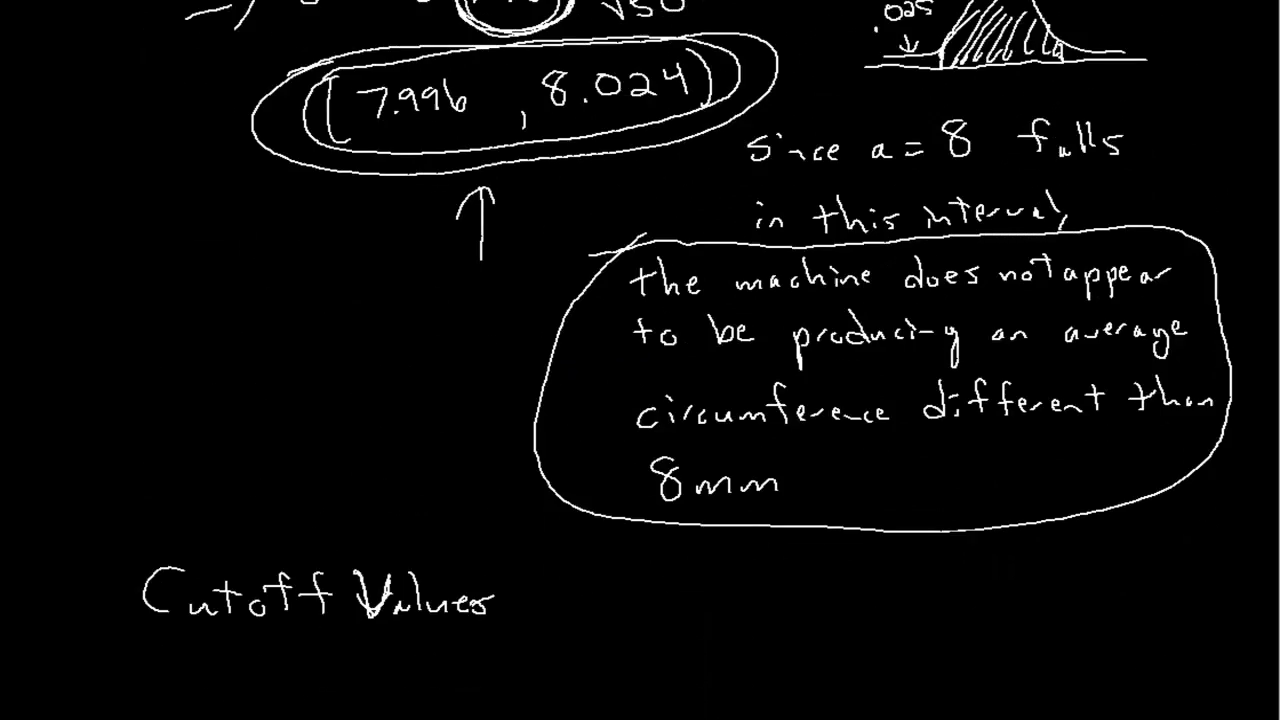 √50
.025
(7.996 , 8.024)
since a = 8 falls
in this interval,
the machine does not appear
to be producing an average
circumference different than
8mm
Cutoff Values